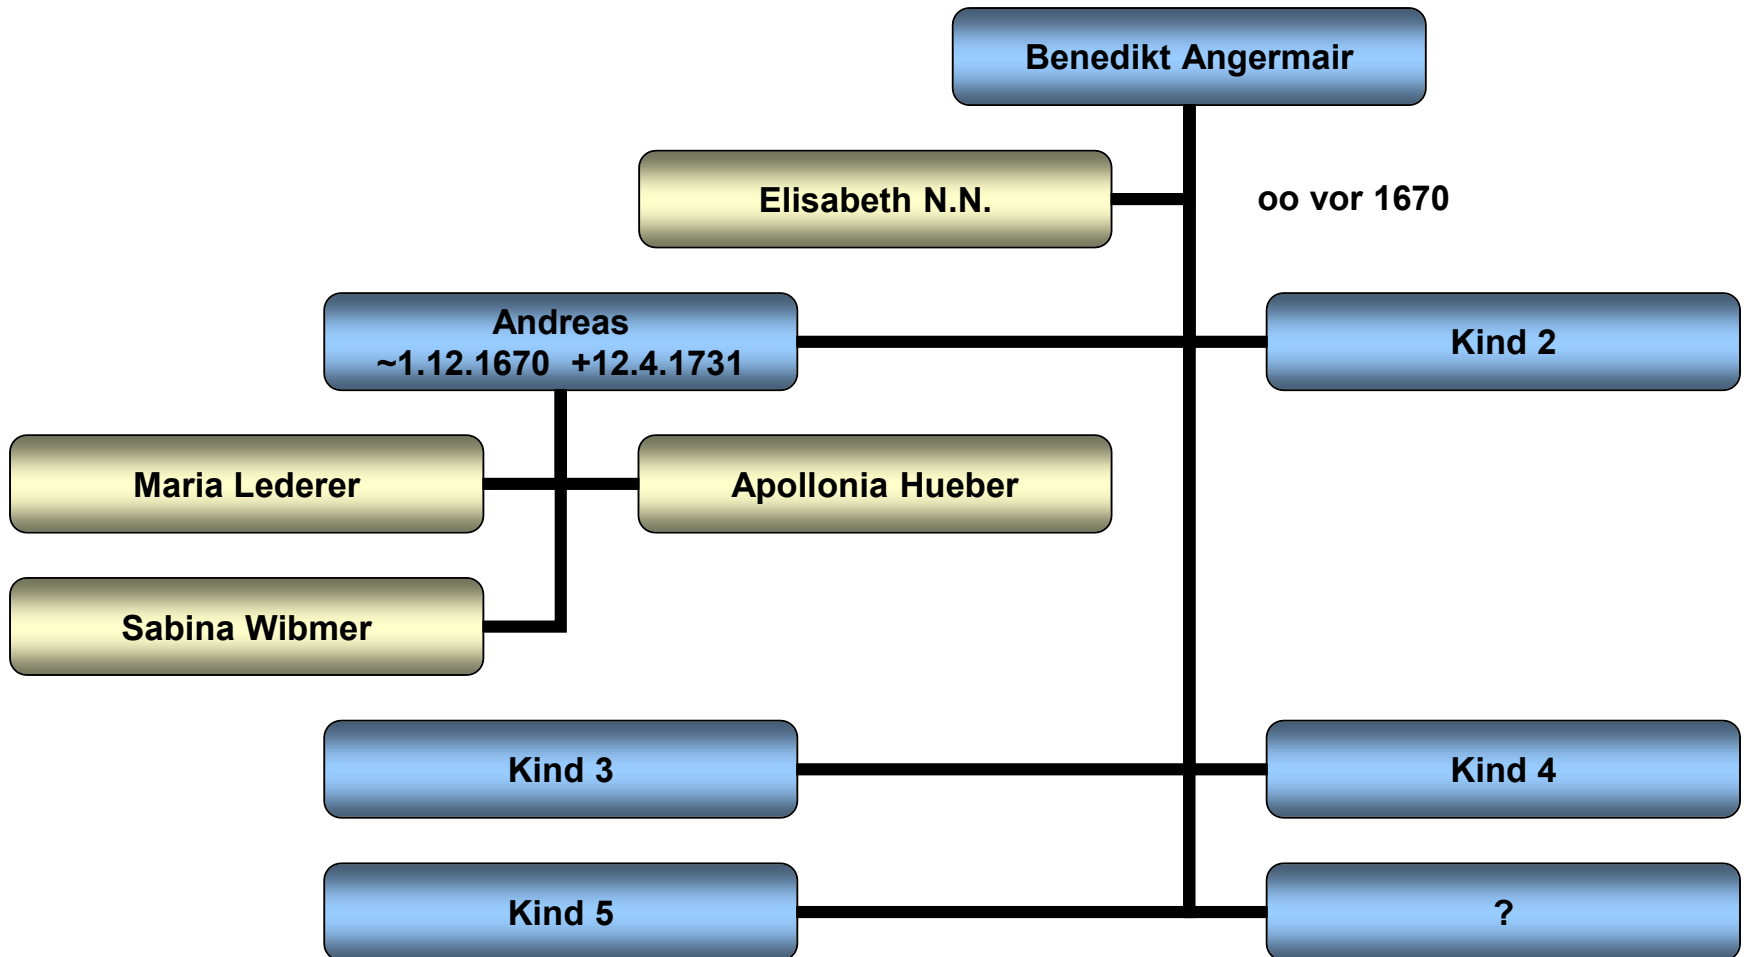 Benedikt Angermair
Elisabeth N.N.
oo vor 1670
Andreas
~1.12.1670 +12.4.1731
Kind 2
Maria Lederer
Apollonia Hueber
Sabina Wibmer
Kind 3
Kind 4
Kind 5
?